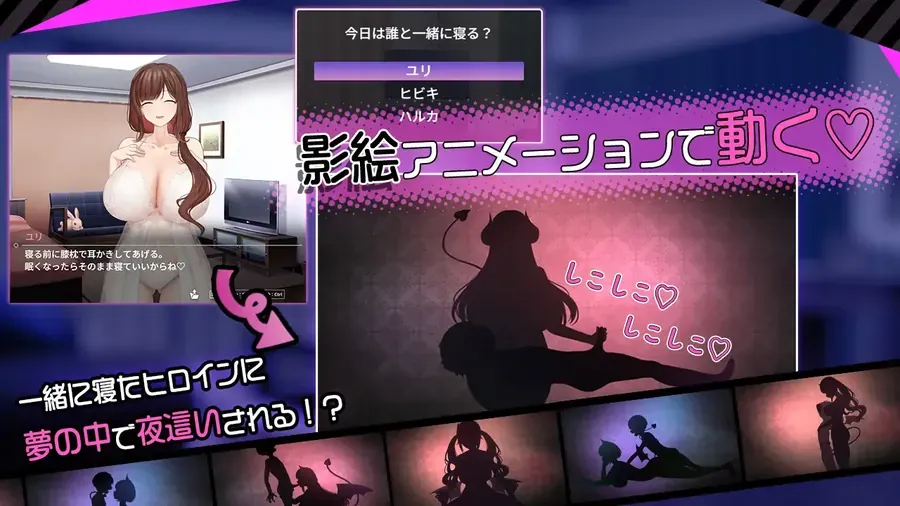 今日は誰と一緒に寝る？
ユリ
ヒビキ
ハルカ
影絵アニメーションで動く♡
ユリ
寝る前に膝枕で耳かきしてあげる。
眠くなったらそのまま寝ていいからね♡
しこしこ♡
しこしこ♡
一緒に寝たヒロインに
夢の中で夜這いされる！？